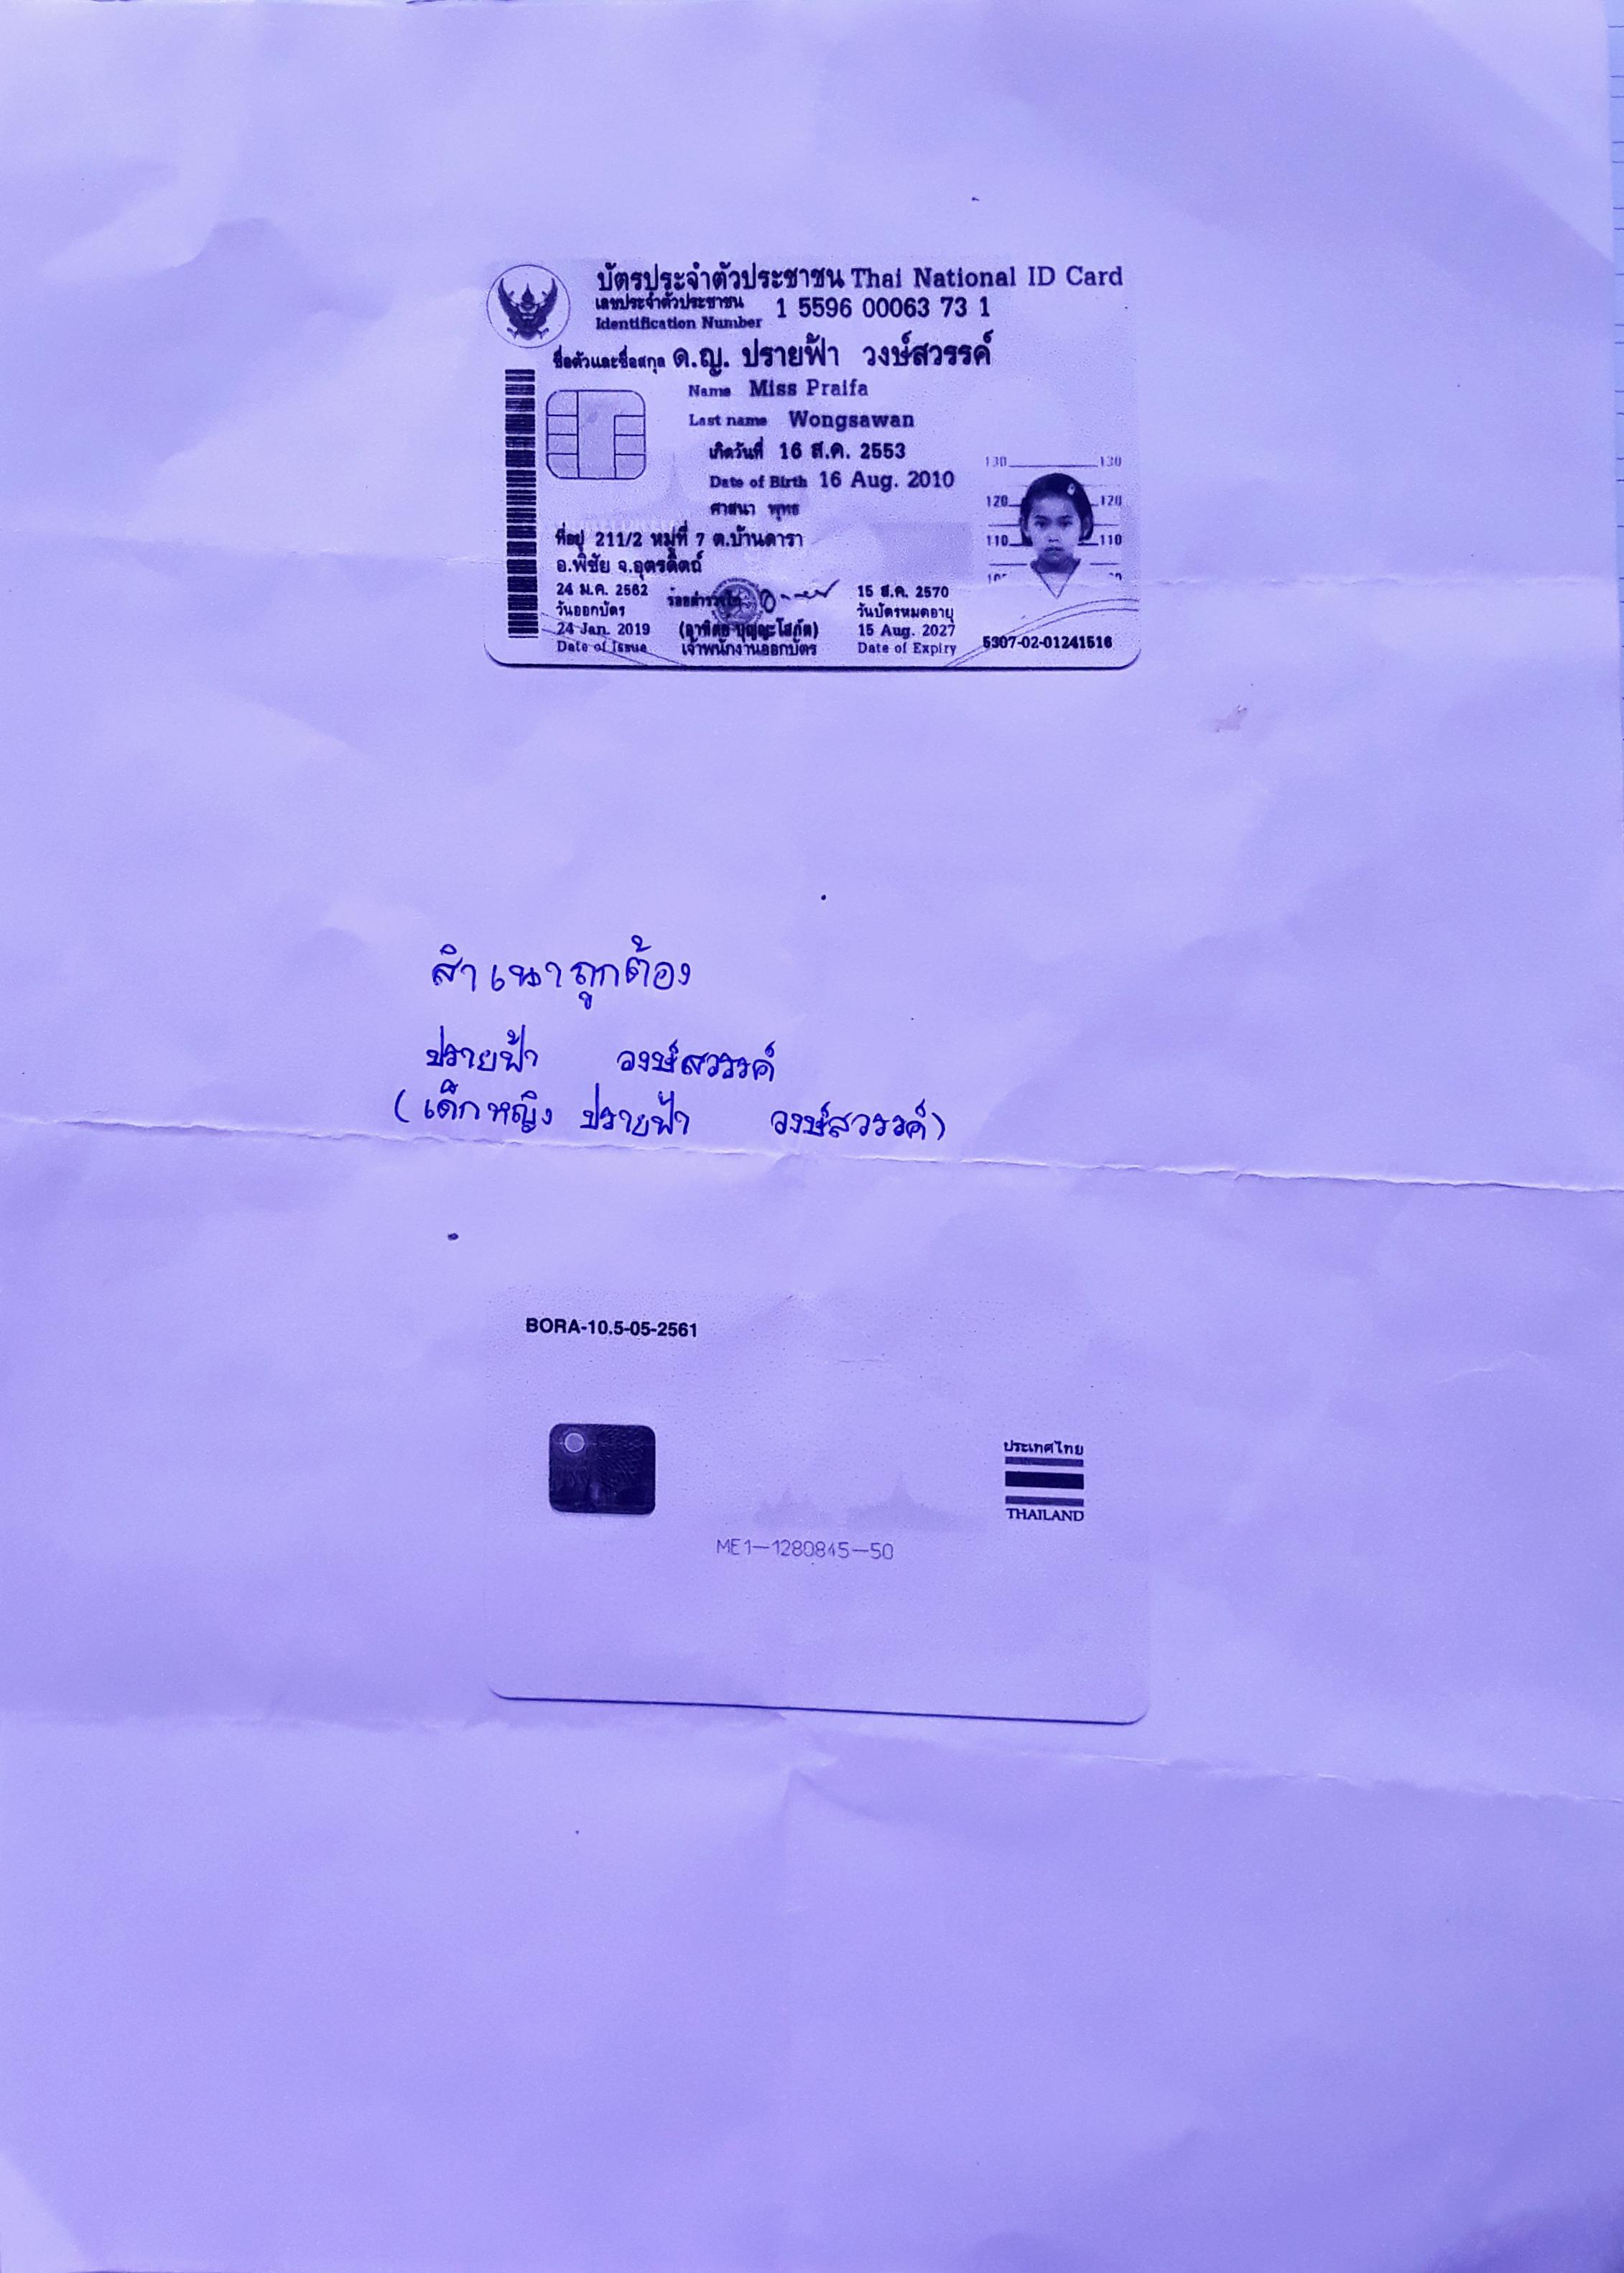 บัตรประจำตัวประชาชน Thai National ID Card
เลขประจำตัวประชาชน
Identification Number 1 5596 00063 73 1
ชื่อตัวและชื่อสกุล ด.ญ. ปรายฟ้า วงษ์สวรรค์
Name Miss Praifa
Last name Wongsawan
เกิดวันที่ 16 ส.ค. 2553
Date of Birth 16 Aug. 2010
ศาสนา พุทธ
ที่อยู่ 211/2 หมู่ที่ 7 ต.บ้านดารา
อ.พิชัย จ.อุตรดิตถ์
24 ม.ค. 2562
วันออกบัตร
24 Jan. 2019
Date of Issue
เจ้าพนักงานออกบัตร
15 ส.ค. 2570
วันบัตรหมดอายุ
15 Aug. 2027
Date of Expiry
130 130
120 120
110 110
5307-02-01241516
สำเนาถูกต้อง
ปรายฟ้า วงษ์สวรรค์
(เด็กหญิง ปรายฟ้า วงษ์สวรรค์)
BORA-10.5-05-2561
ประเทศไทย
THAILAND
ME1-1280845-50